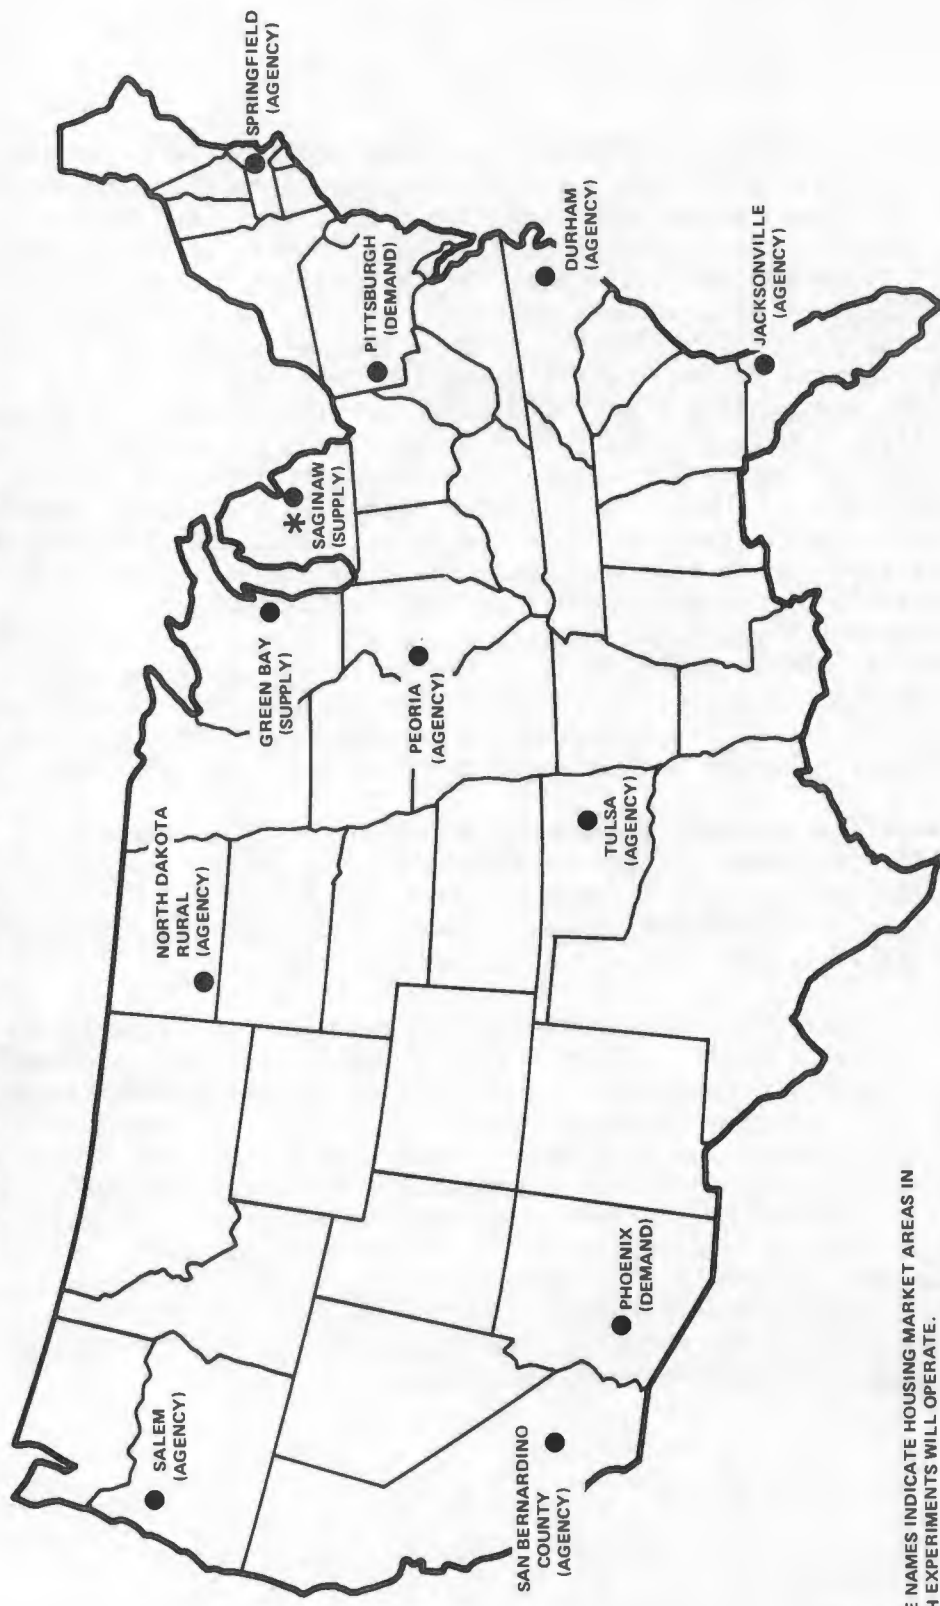 SALEM
(AGENCY)
SAN BERNARDINO
COUNTY
(AGENCY)
PHOENIX
(DEMAND)
NORTH DAKOTA
RURAL
(AGENCY)
TULSA
(AGENCY)
GREEN BAY
(SUPPLY)
PEORIA
(AGENCY)
*
SAGINAW
(SUPPLY)
PITTSBURGH
(DEMAND)
SPRINGFIELD
(AGENCY)
DURHAM
(AGENCY)
JACKSONVILLE
(AGENCY)
NAMES INDICATE HOUSING MARKET AREAS IN
EXPERIMENTS WILL OPERATE.